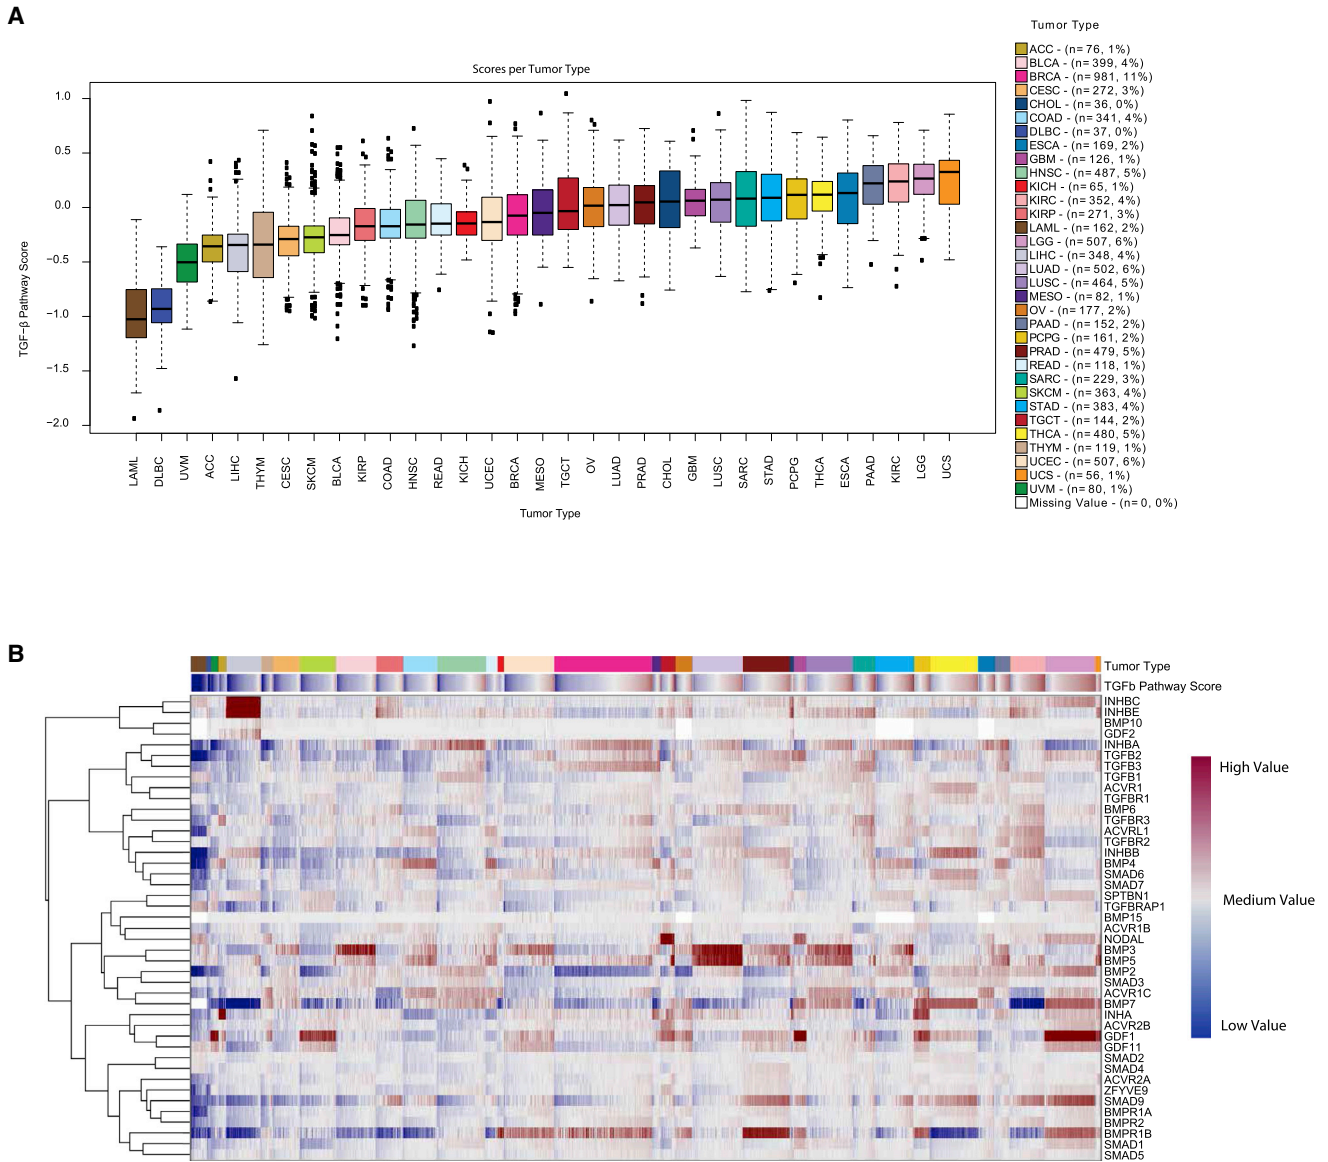 A
Scores per Tumor Type
TGF-β Pathway Score
1.0
0.5
0.0
−0.5
−1.0
−1.5
−2.0
LAML DLBC UVM ACC LIHC THYM CESC SKCM BLCA KIRP COAD HNSC READ KICH UCEC BRCA MESO TGCT OV LUAD PRAD CHOL GBM LUSC SARC STAD PCPG THCA ESCA PAAD KIRC LGG UCS
Tumor Type
Tumor Type
ACC - (n= 76, 1%)
BLCA - (n= 399, 4%)
BRCA - (n= 981, 11%)
CESC - (n= 272, 3%)
CHOL - (n= 36, 0%)
COAD - (n= 341, 4%)
DLBC - (n= 37, 0%)
ESCA - (n= 169, 2%)
GBM - (n= 126, 1%)
HNSC - (n= 487, 5%)
KICH - (n= 65, 1%)
KIRC - (n= 352, 4%)
KIRP - (n= 271, 3%)
LAML - (n= 162, 2%)
LGG - (n= 507, 6%)
LIHC - (n= 348, 4%)
LUAD - (n= 502, 6%)
LUSC - (n= 464, 5%)
MESO - (n= 82, 1%)
OV - (n= 177, 2%)
PAAD - (n= 152, 2%)
PCPG - (n= 161, 2%)
PRAD - (n= 479, 5%)
READ - (n= 118, 1%)
SARC - (n= 229, 3%)
SKCM - (n= 363, 4%)
STAD - (n= 383, 4%)
TGCT - (n= 144, 2%)
THCA - (n= 480, 5%)
THYM - (n= 119, 1%)
UCEC - (n= 507, 6%)
UCS - (n= 56, 1%)
UVM - (n= 80, 1%)
Missing Value - (n= 0, 0%)
B
Tumor Type
TGFb Pathway Score
INHBC
INHBE
BMP10
GDF2
INHBA
TGFB2
TGFB3
TGFB1
ACVR1
TGFBR1
BMP6
TGFBR3
ACVRL1
TGFBR2
INHBB
BMP4
SMAD6
SMAD7
SPTBN1
TGFBRAP1
BMP15
ACVR1B
NODAL
BMP3
BMP5
BMP2
SMAD3
ACVR1C
BMP7
INHA
ACVR2B
GDF1
GDF11
SMAD2
SMAD4
ACVR2A
ZFYVE9
SMAD9
BMPR1A
BMPR2
BMPR1B
SMAD1
SMAD5
High Value
Medium Value
Low Value